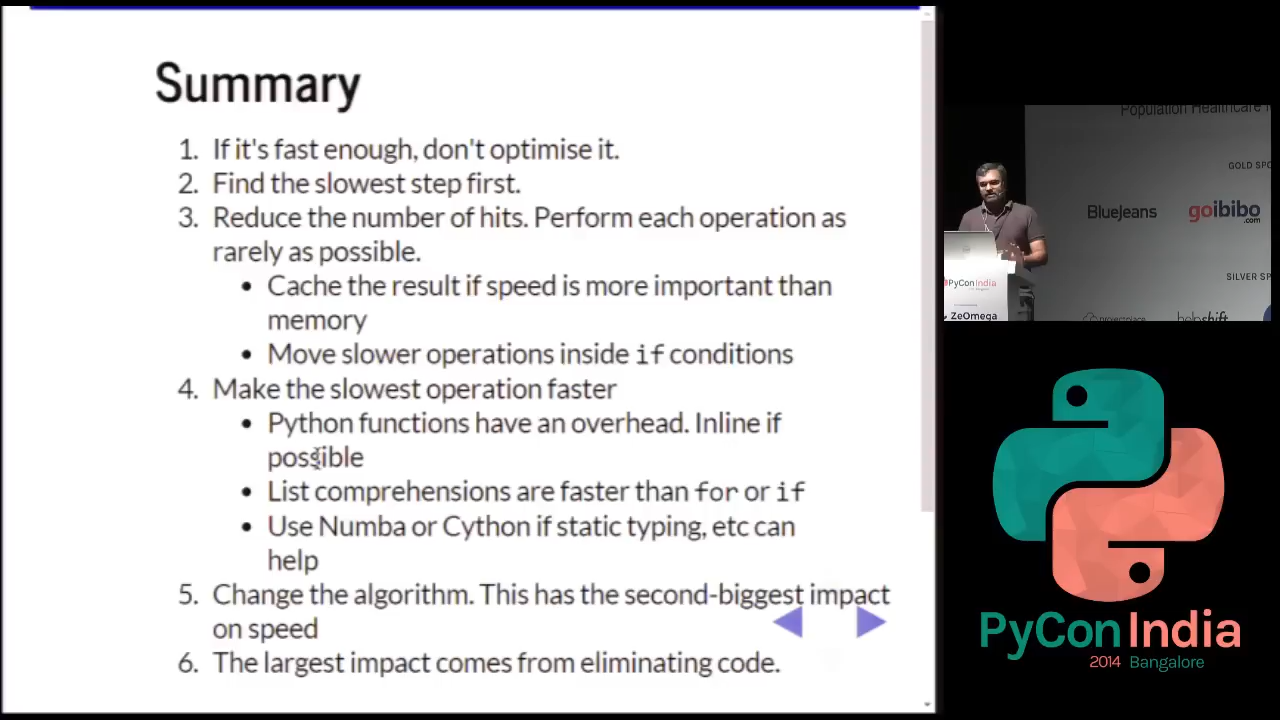 Summary
1. If it's fast enough, don't optimise it.
2. Find the slowest step first.
3. Reduce the number of hits. Perform each operation as
rarely as possible.
• Cache the result if speed is more important than
memory
• Move slower operations inside if conditions
4. Make the slowest operation faster
• Python functions have an overhead. Inline if
possible
• List comprehensions are faster than for or if
• Use Numba or Cython if static typing, etc can
help
5. Change the algorithm. This has the second-biggest impact
on speed
6. The largest impact comes from eliminating code.
Population Healthcare
GOLD SPO
BlueJeans
goibibo
.com
SILVER SP
projectplace
helpshift
PyCon India
ZeOmega
PyCon India
2014 Bangalore